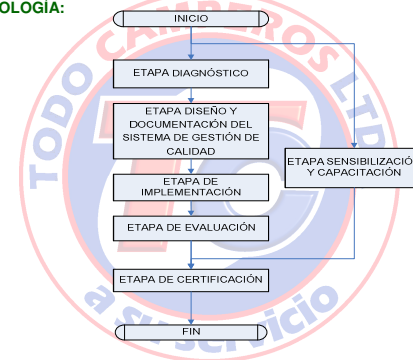 OLOGÍA:
INICIO
ETAPA DIAGNÓSTICO
ETAPA DISEÑO Y
DOCUMENTACIÓN DEL
SISTEMA DE GESTIÓN DE
CALIDAD
ETAPA SENSIBILIZACIÓ
Y CAPACITACIÓN
ETAPA DE
IMPLEMENTACIÓN
ETAPA DE EVALUACIÓN
ETAPA DE CERTIFICACIÓN
FIN
TODO CAMPEROS LTD
a su servicio